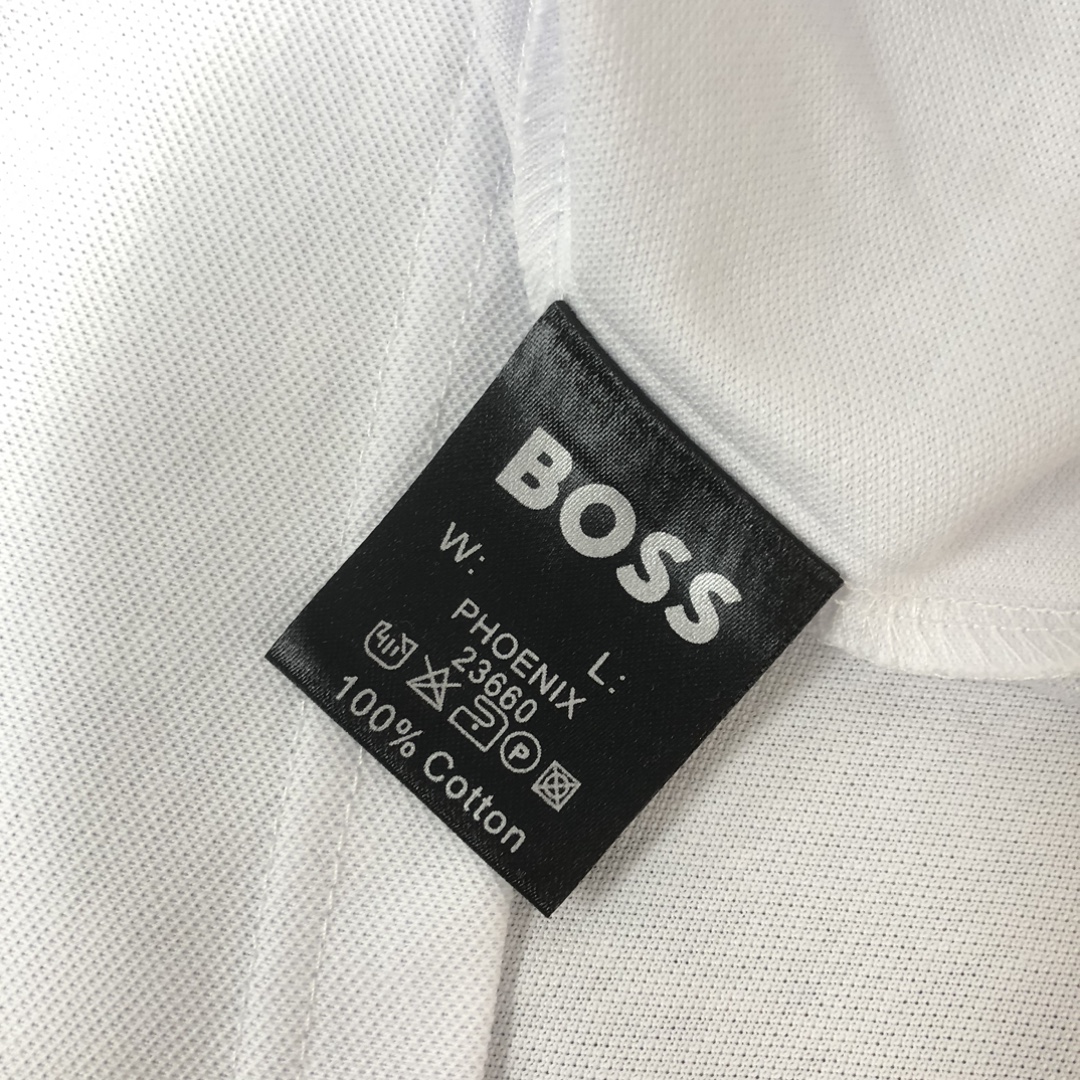 BOSS
W: L:
PHOENIX
23660
P
100% Cotton